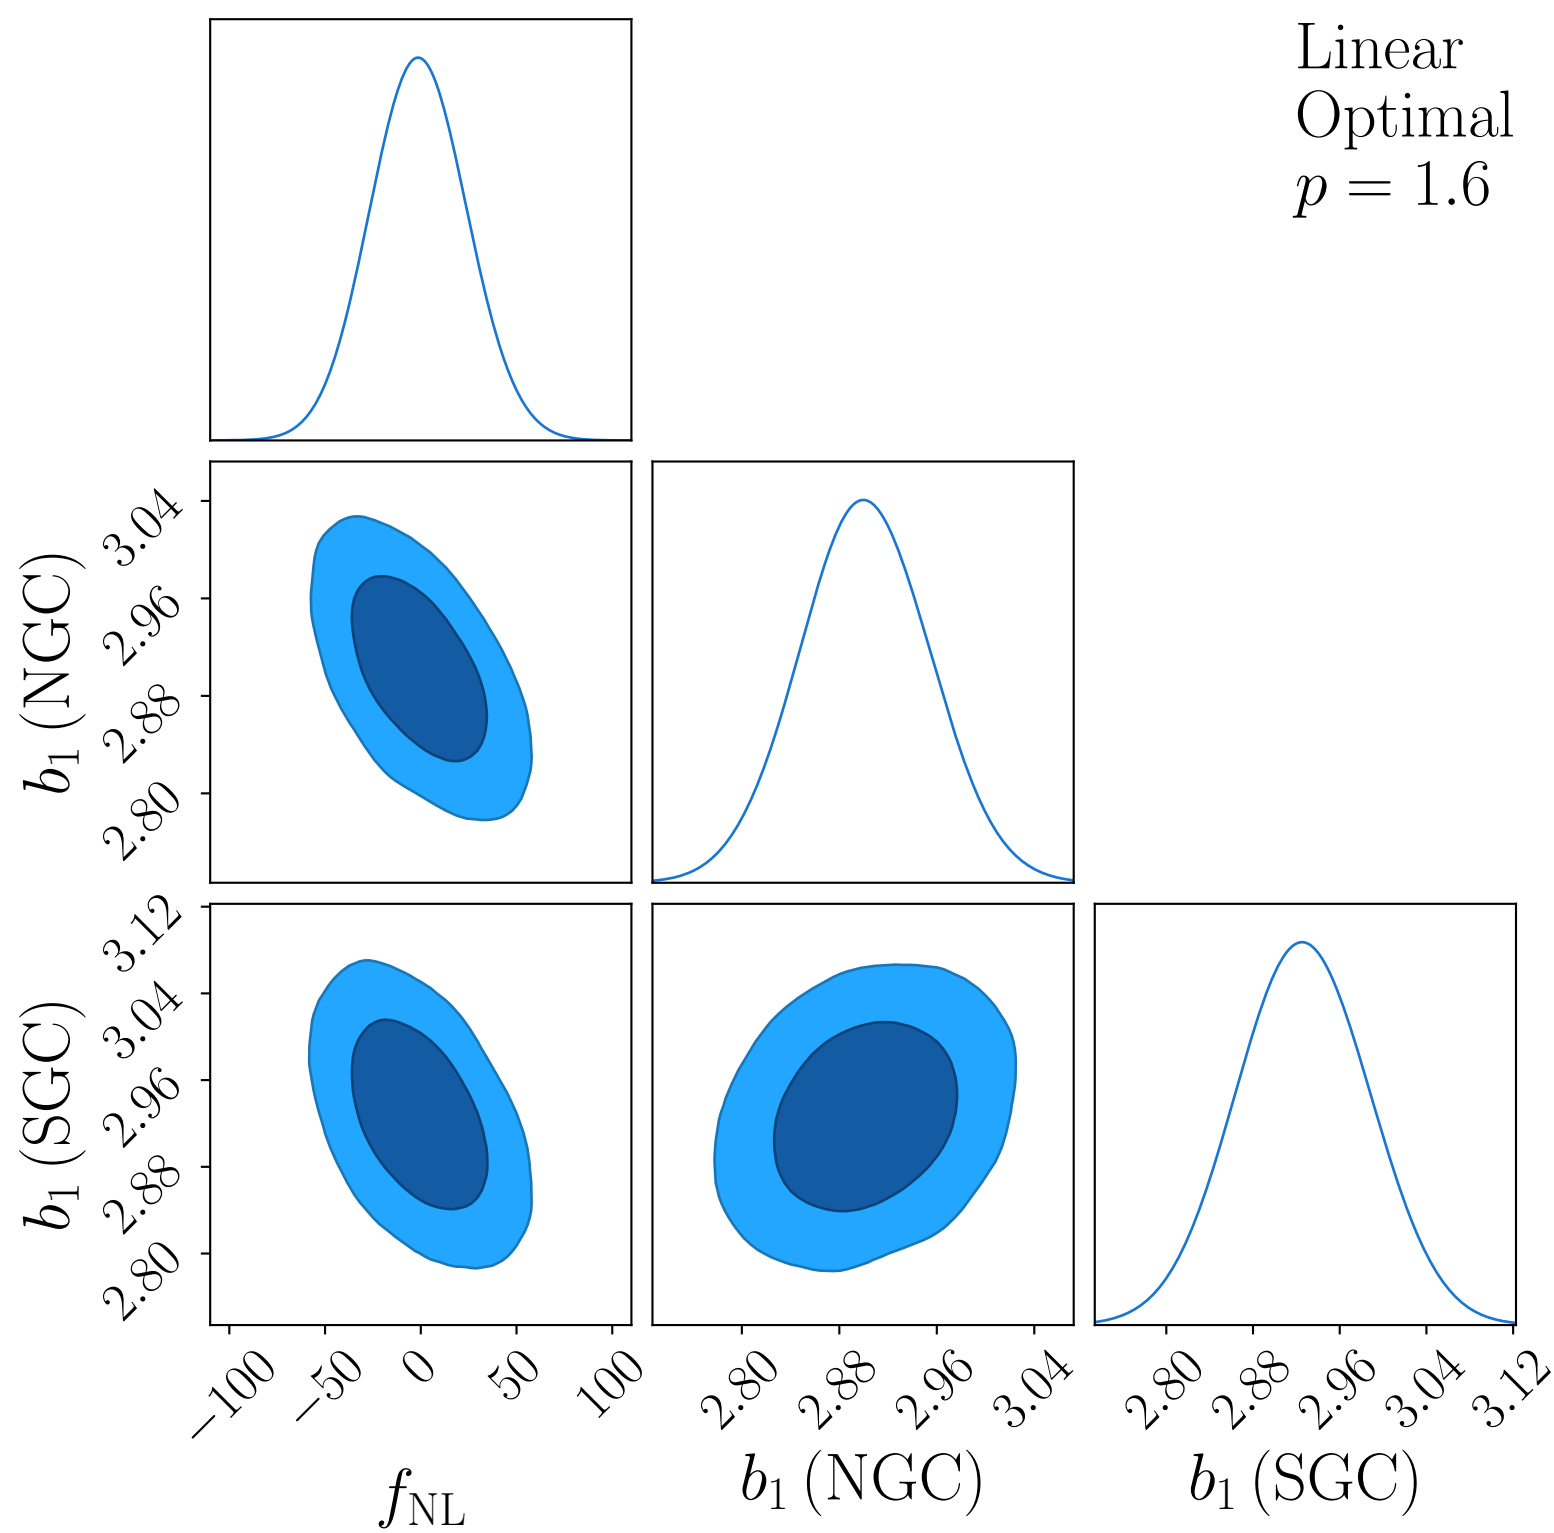 Linear
Optimal
p = 1.6
b₁ (NGC)
3.04
2.96
2.88
2.80
b₁ (SGC)
3.12
3.04
2.96
2.88
2.80
−100 −50 0 50 100
2.80 2.88 2.96 3.04
2.80 2.88 2.96 3.04 3.12
f_NL
b₁ (NGC)
b₁ (SGC)